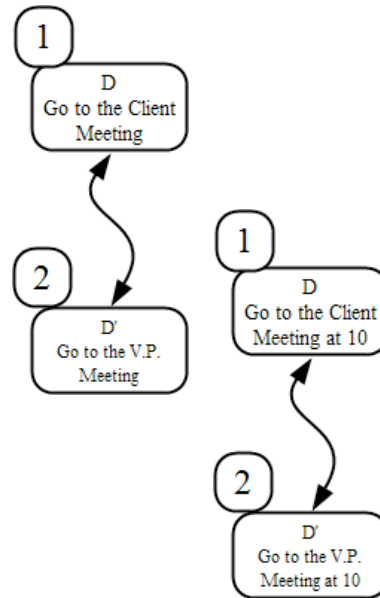 1
D
Go to the Client
Meeting
2
D'
Go to the V.P.
Meeting
1
D
Go to the Client
Meeting at 10
2
D'
Go to the V.P.
Meeting at 10